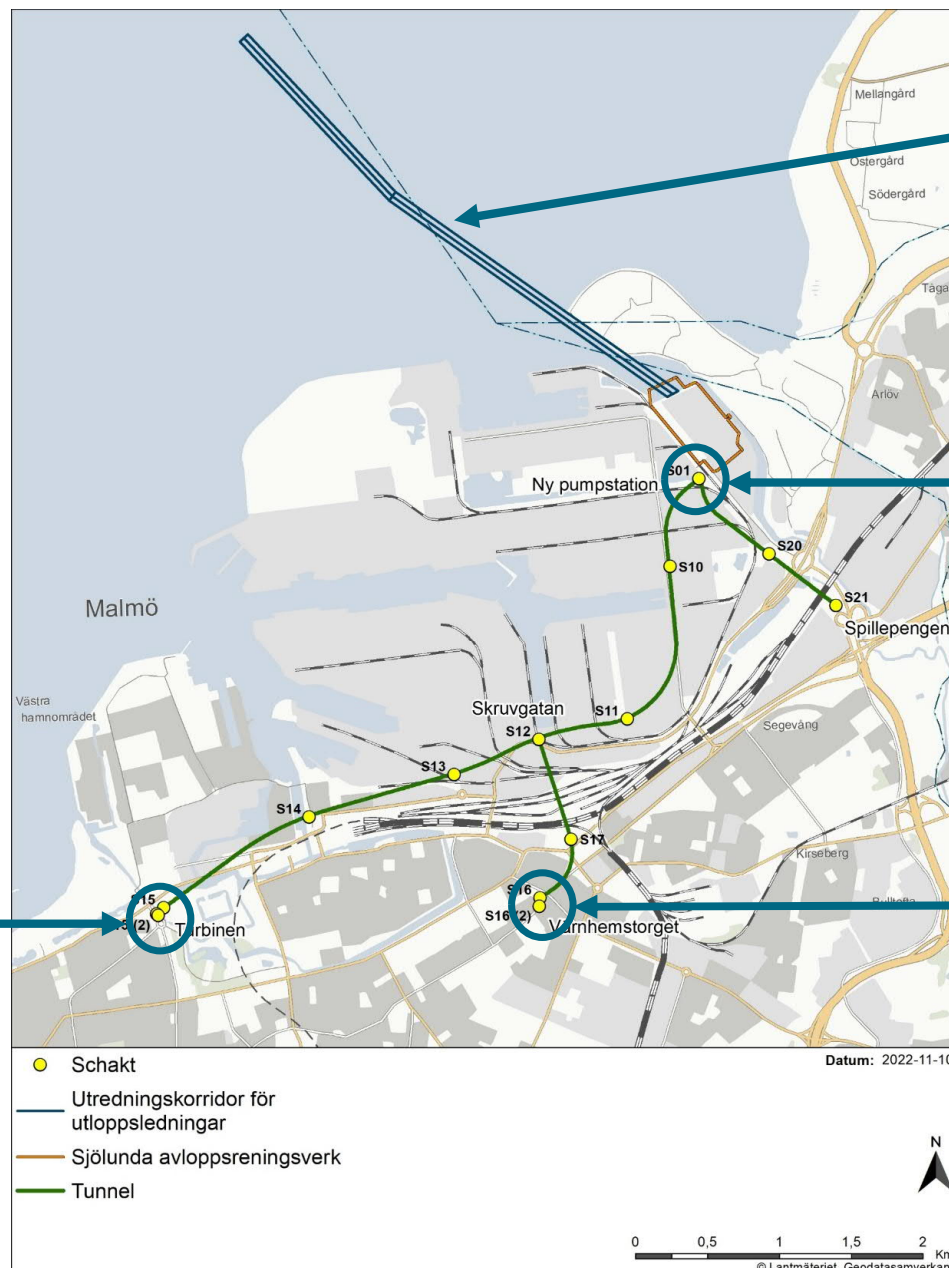 Mellangård
Östergård
Södergård
Arlöv
S01
Ny pumpstation
S20
S10
S21
Malmö
Spillepengen
Västra
hamnområdet
Skruvgatan
S11
S12
Segevång
S13
S14
S17
Kirseberg
S16
S15
S16 (2)
Värnhemstorget
Turbinen
Schakt
Datum: 2022-11-10
Utredningskorridor för
utloppsledningar
Sjölunda avloppsreningsverk
Tunnel
N
0 0,5 1 1,5 2
Km
© Lantmäteriet, Geodatasamverkan